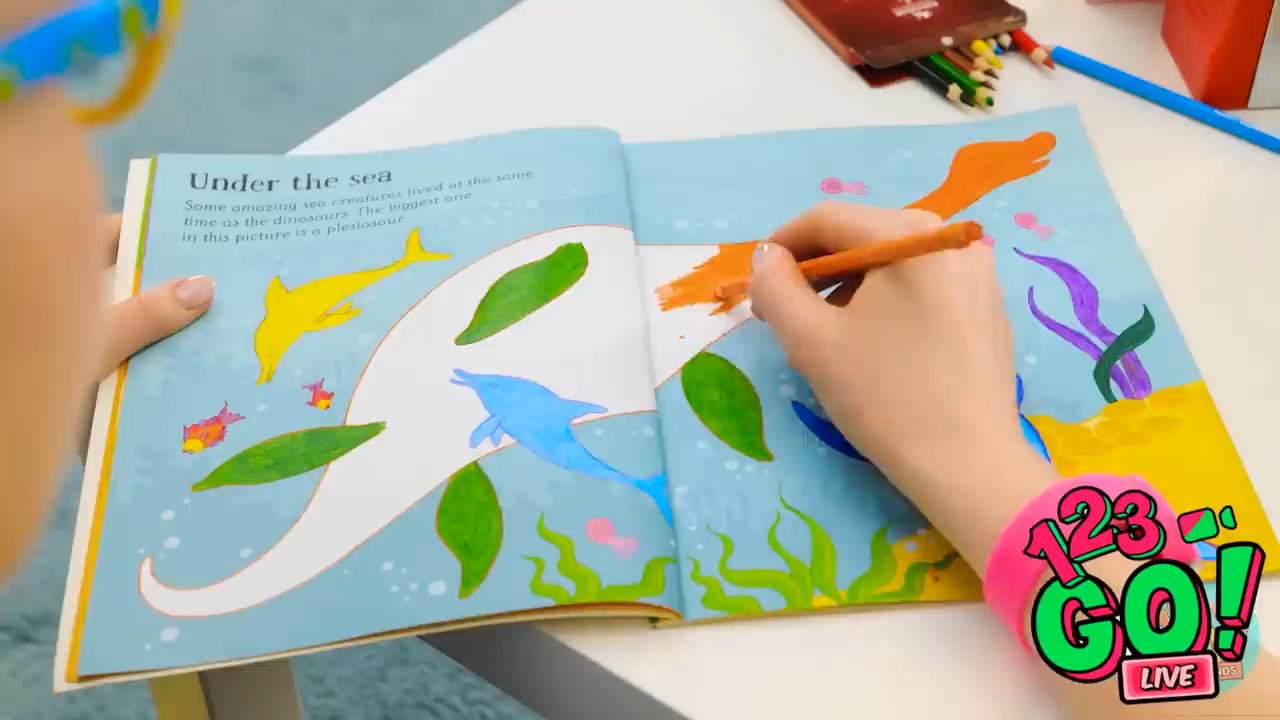 Under the sea
Some amazing sea creatures lived at the same
time as the dinosaurs. The biggest one
in this picture is a plesiosaur.
123
GO!
LIVE